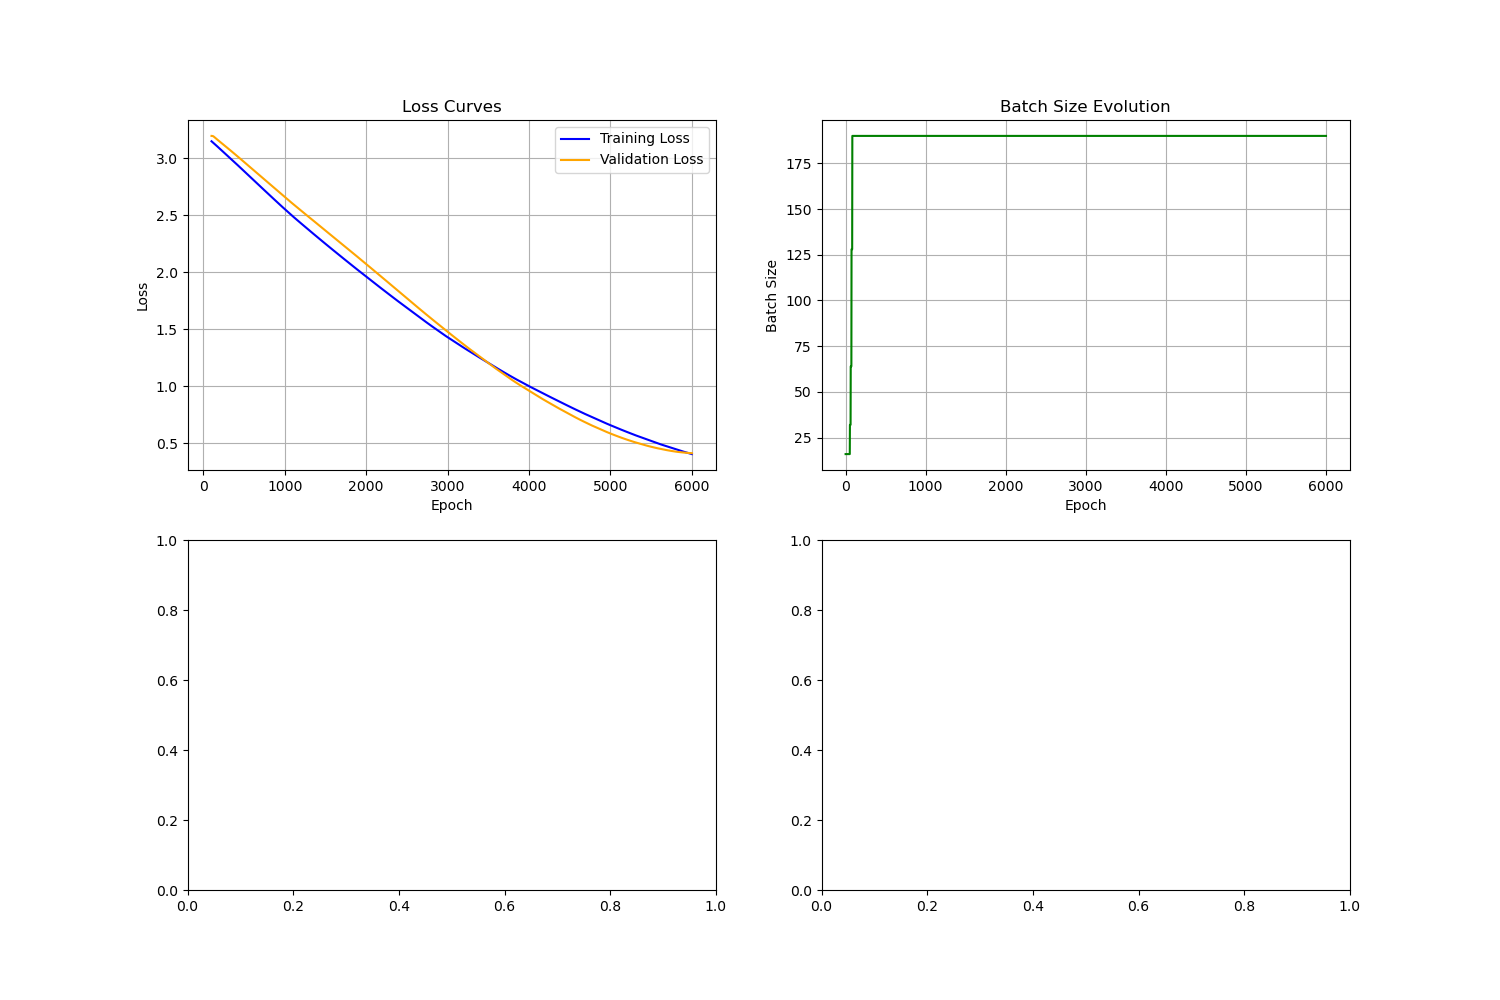 Loss Curves
3.0
2.5
2.0
1.5
1.0
0.5
Loss
Training Loss
Validation Loss
0 1000 2000 3000 4000 5000 6000
Epoch
Batch Size Evolution
175
150
125
100
75
50
25
Batch Size
0 1000 2000 3000 4000 5000 6000
Epoch
1.0
0.8
0.6
0.4
0.2
0.0
0.0 0.2 0.4 0.6 0.8 1.0
1.0
0.8
0.6
0.4
0.2
0.0
0.0 0.2 0.4 0.6 0.8 1.0